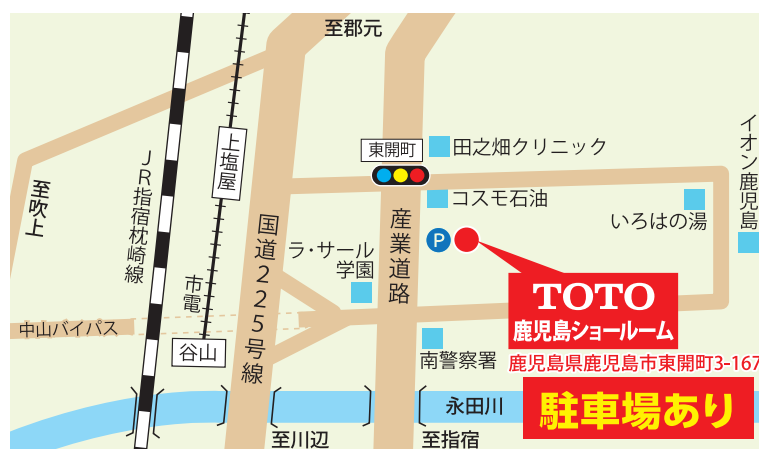 至郡元
東開町
田之畑クリニック
上塩屋
イオン鹿児島
JR指宿枕崎線
至吹上
コスモ石油
いろはの湯
国道225号線
産業道路
P
ラ・サール
学園
市電
TOTO
鹿児島ショールーム
中山バイパス
谷山
南警察署
鹿児島県鹿児島市東開町3-167
永田川
駐車場あり
至川辺
至指宿